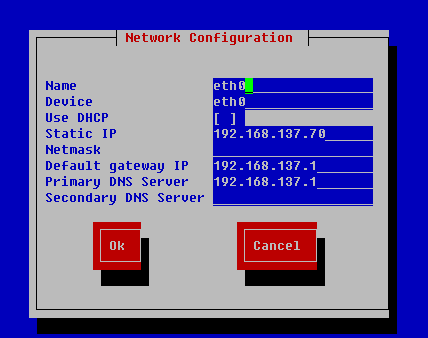 Network Configuration
Name eth0
Device eth0
Use DHCP [ ]
Static IP 192.168.137.70
Netmask
Default gateway IP 192.168.137.1
Primary DNS Server 192.168.137.1
Secondary DNS Server
Ok Cancel